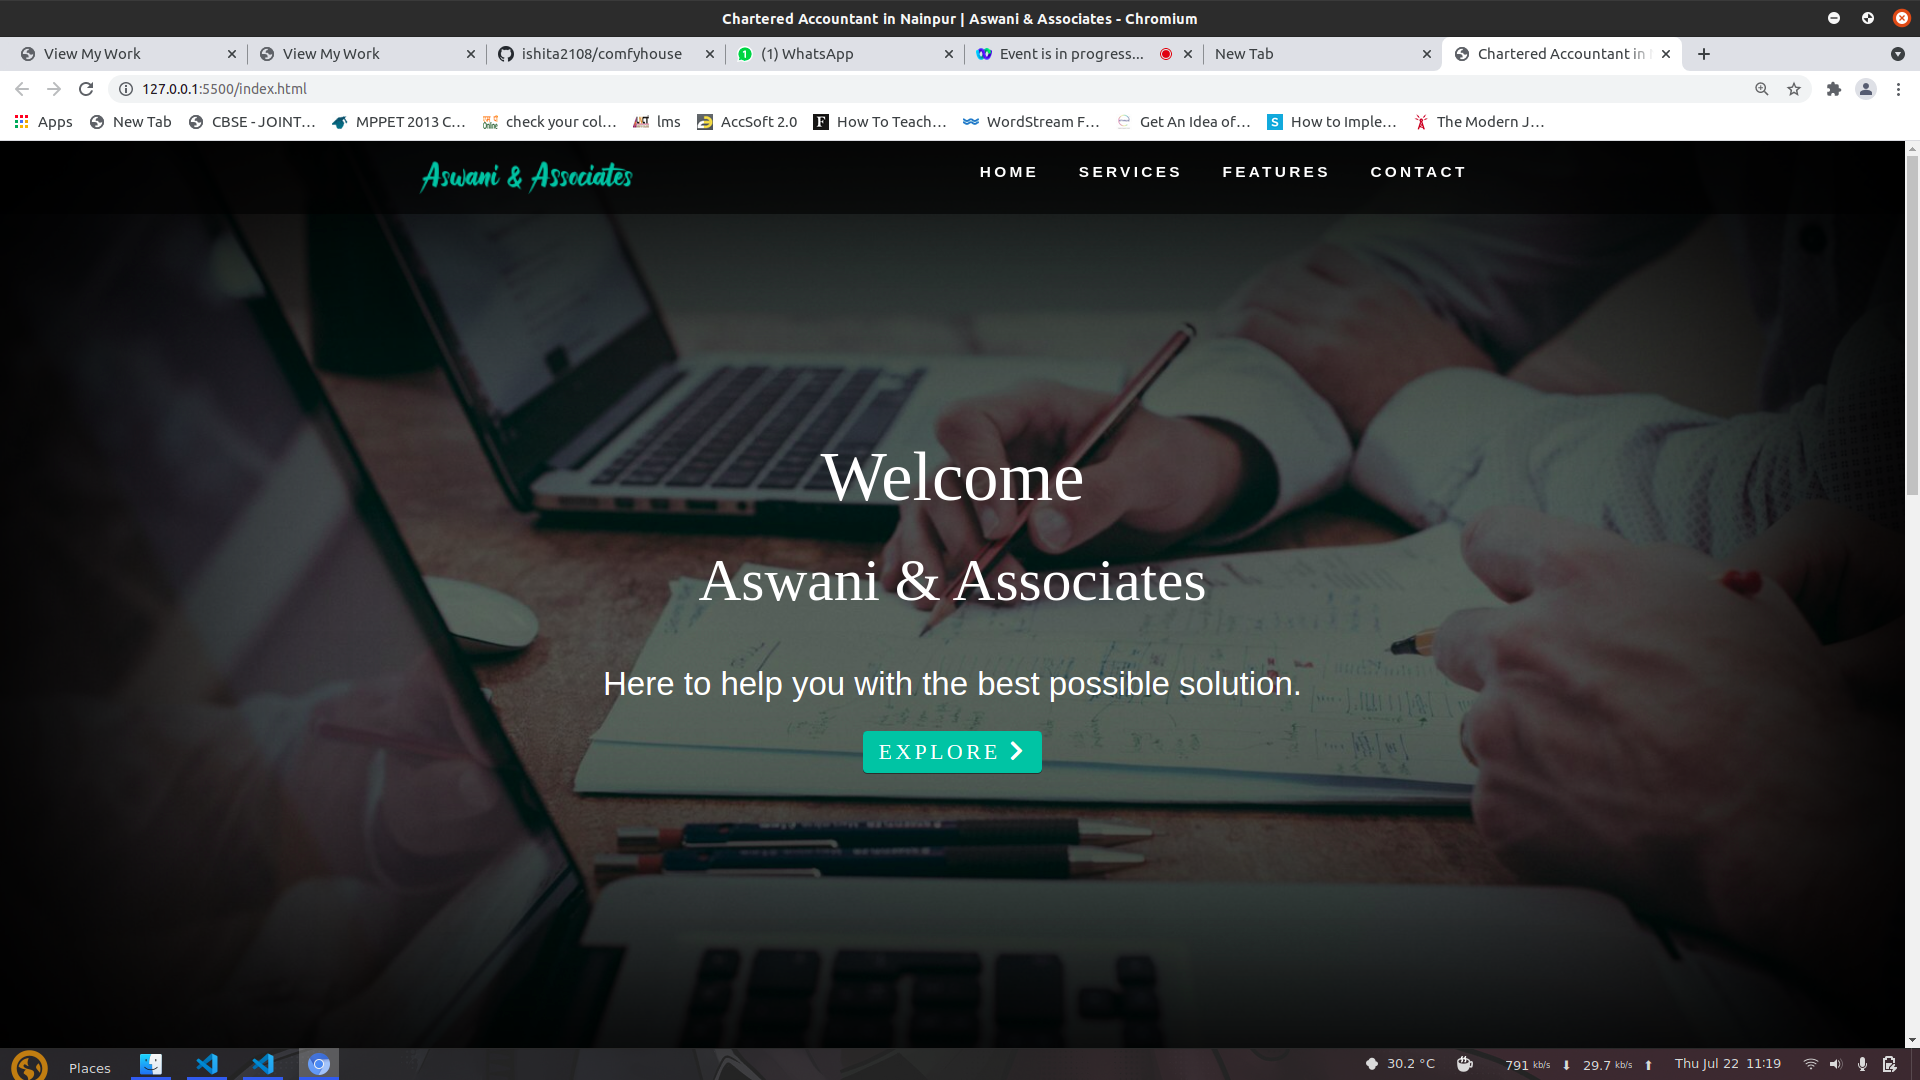 Chartered Accountant in Nainpur | Aswani & Associates - Chromium
View My Work
View My Work
ishita2108/comfyhouse
(1) WhatsApp
Event is in progress...
New Tab
Chartered Accountant in
127.0.0.1:5500/index.html
Apps
New Tab
CBSE - JOINT...
MPPET 2013 C...
check your col...
lms
AccSoft 2.0
How To Teach...
WordStream F...
Get An Idea of...
How to Imple...
The Modern J...
Aswani & Associates
HOME
SERVICES
FEATURES
CONTACT
Welcome
Aswani & Associates
Here to help you with the best possible solution.
EXPLORE
Places
30.2 °C
791 kb/s
29.7 kb/s
Thu Jul 22 11:19